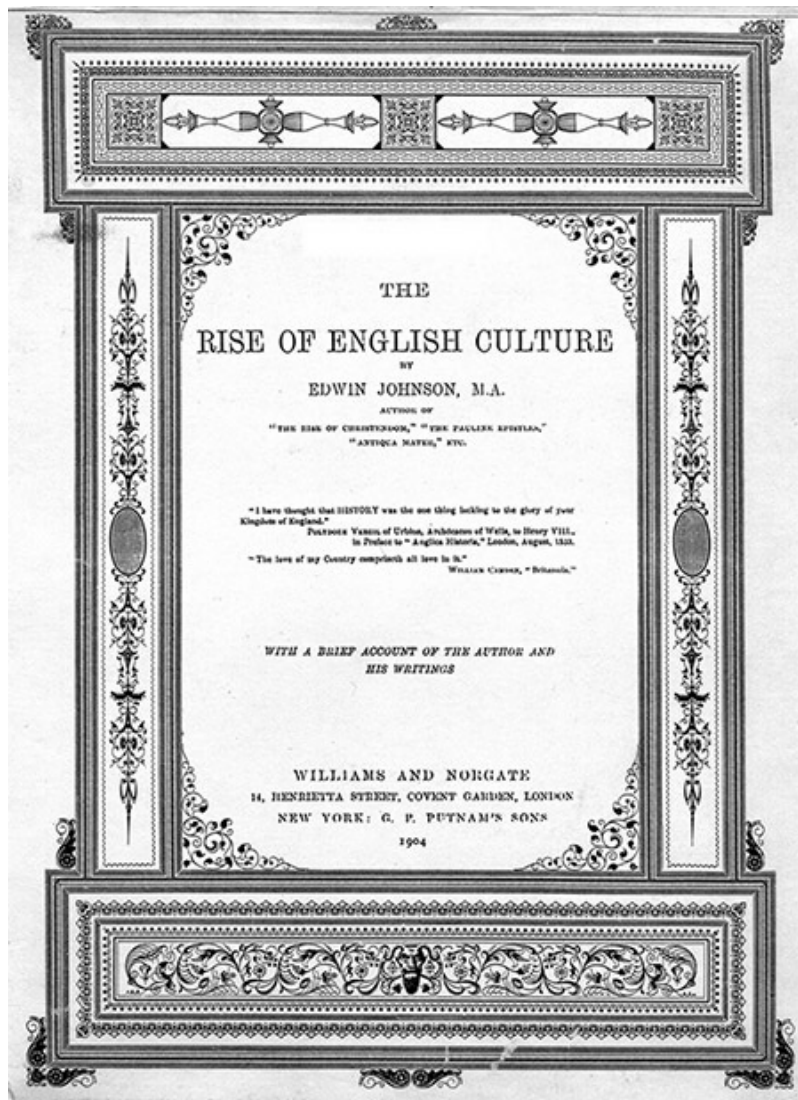 THE
RISE OF ENGLISH CULTURE
BY
EDWIN JOHNSON, M.A.
AUTHOR OF
"THE RISE OF CHRISTENDOM," "THE PAULINE EPISTLES,"
"ANTIQUA MATER," ETC.
"I have thought that HISTORY was the one thing lacking to the glory of your
Kingdom of England."
POLYDORE VERGIL of Urbino, Archdeacon of Wells, to Henry VIII.,
in Preface to "Anglica Historia," London, August, 1533.
"The love of my Country compriseth all love in it."
WILLIAM CAMDEN, "Britannia."
WITH A BRIEF ACCOUNT OF THE AUTHOR AND
HIS WRITINGS
WILLIAMS AND NORGATE
14, HENRIETTA STREET, COVENT GARDEN, LONDON
NEW YORK: G. P. PUTNAM'S SONS
1904